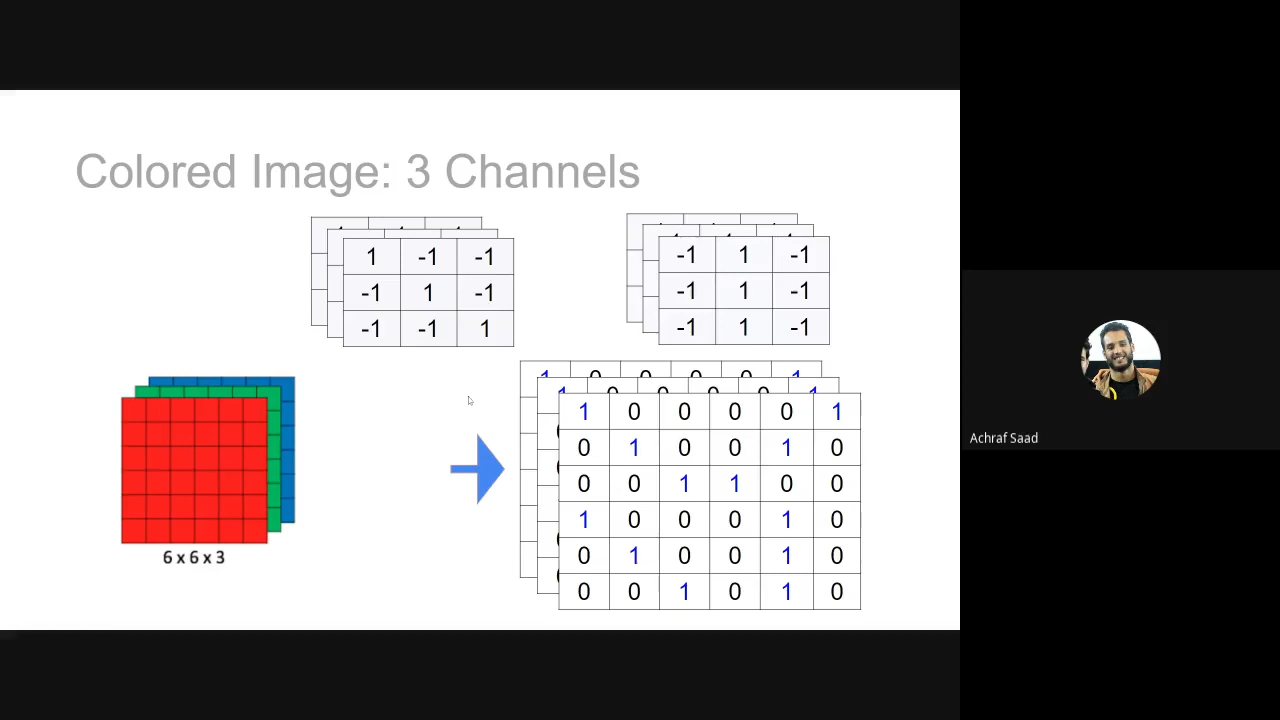 Colored Image: 3 Channels
1 -1 -1
-1 1 -1
-1 -1 1
-1 1 -1
-1 1 -1
-1 1 -1
6 x 6 x 3
1 0 0 0 0 1
0 1 0 0 1 0
0 0 1 1 0 0
1 0 0 0 1 0
0 1 0 0 1 0
0 0 1 0 1 0
Achraf Saad